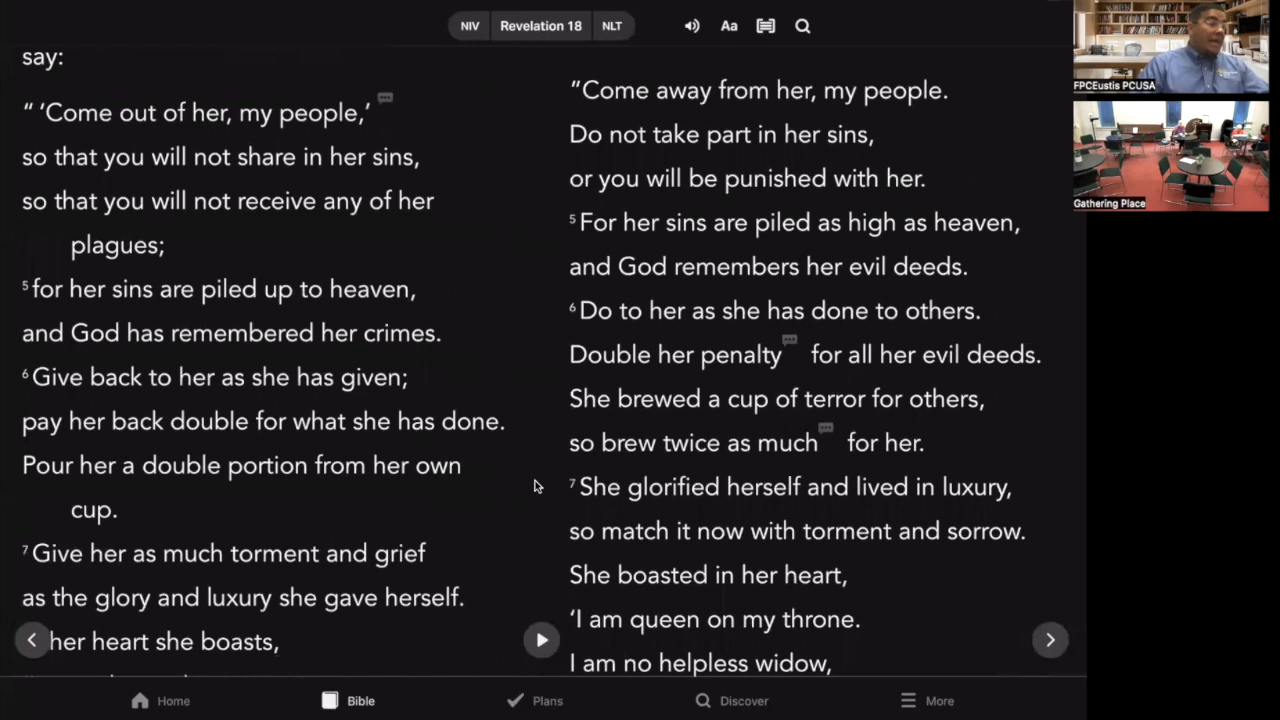 NIV
Revelation 18
NLT
Aa
say:
“ ‘Come out of her, my people,’
so that you will not share in her sins,
so that you will not receive any of her
plagues;
5 for her sins are piled up to heaven,
and God has remembered her crimes.
6 Give back to her as she has given;
pay her back double for what she has done.
Pour her a double portion from her own
cup.
7 Give her as much torment and grief
as the glory and luxury she gave herself.
her heart she boasts,
“Come away from her, my people.
Do not take part in her sins,
or you will be punished with her.
5 For her sins are piled as high as heaven,
and God remembers her evil deeds.
6 Do to her as she has done to others.
Double her penalty for all her evil deeds.
She brewed a cup of terror for others,
so brew twice as much for her.
7 She glorified herself and lived in luxury,
so match it now with torment and sorrow.
She boasted in her heart,
‘I am queen on my throne.
I am no helpless widow,
Home
Bible
Plans
Discover
More
FPCEustis PCUSA
Gathering Place